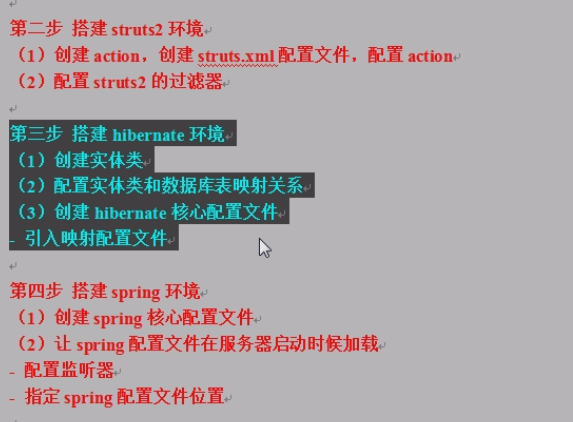 第二步 搭建 struts2 环境
（1）创建 action，创建 struts.xml 配置文件，配置 action
（2）配置 struts2 的过滤器
第三步 搭建 hibernate 环境
（1）创建实体类
（2）配置实体类和数据库表映射关系
（3）创建 hibernate 核心配置文件
- 引入映射配置文件
第四步 搭建 spring 环境
（1）创建 spring 核心配置文件
（2）让 spring 配置文件在服务器启动时候加载
- 配置监听器
- 指定 spring 配置文件位置